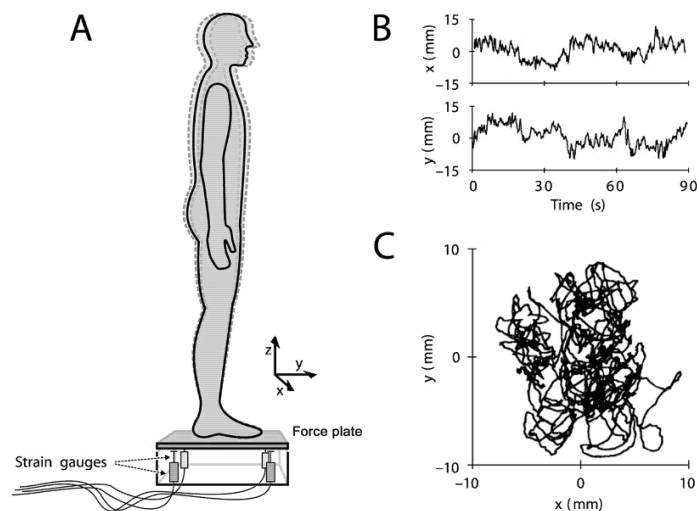 A
z
y
x
Force plate
Strain gauges
B
15
0
−15
x (mm)
15
0
−15
y (mm)
0 30 60 90
Time (s)
C
10
0
−10
y (mm)
−10 0 10
x (mm)